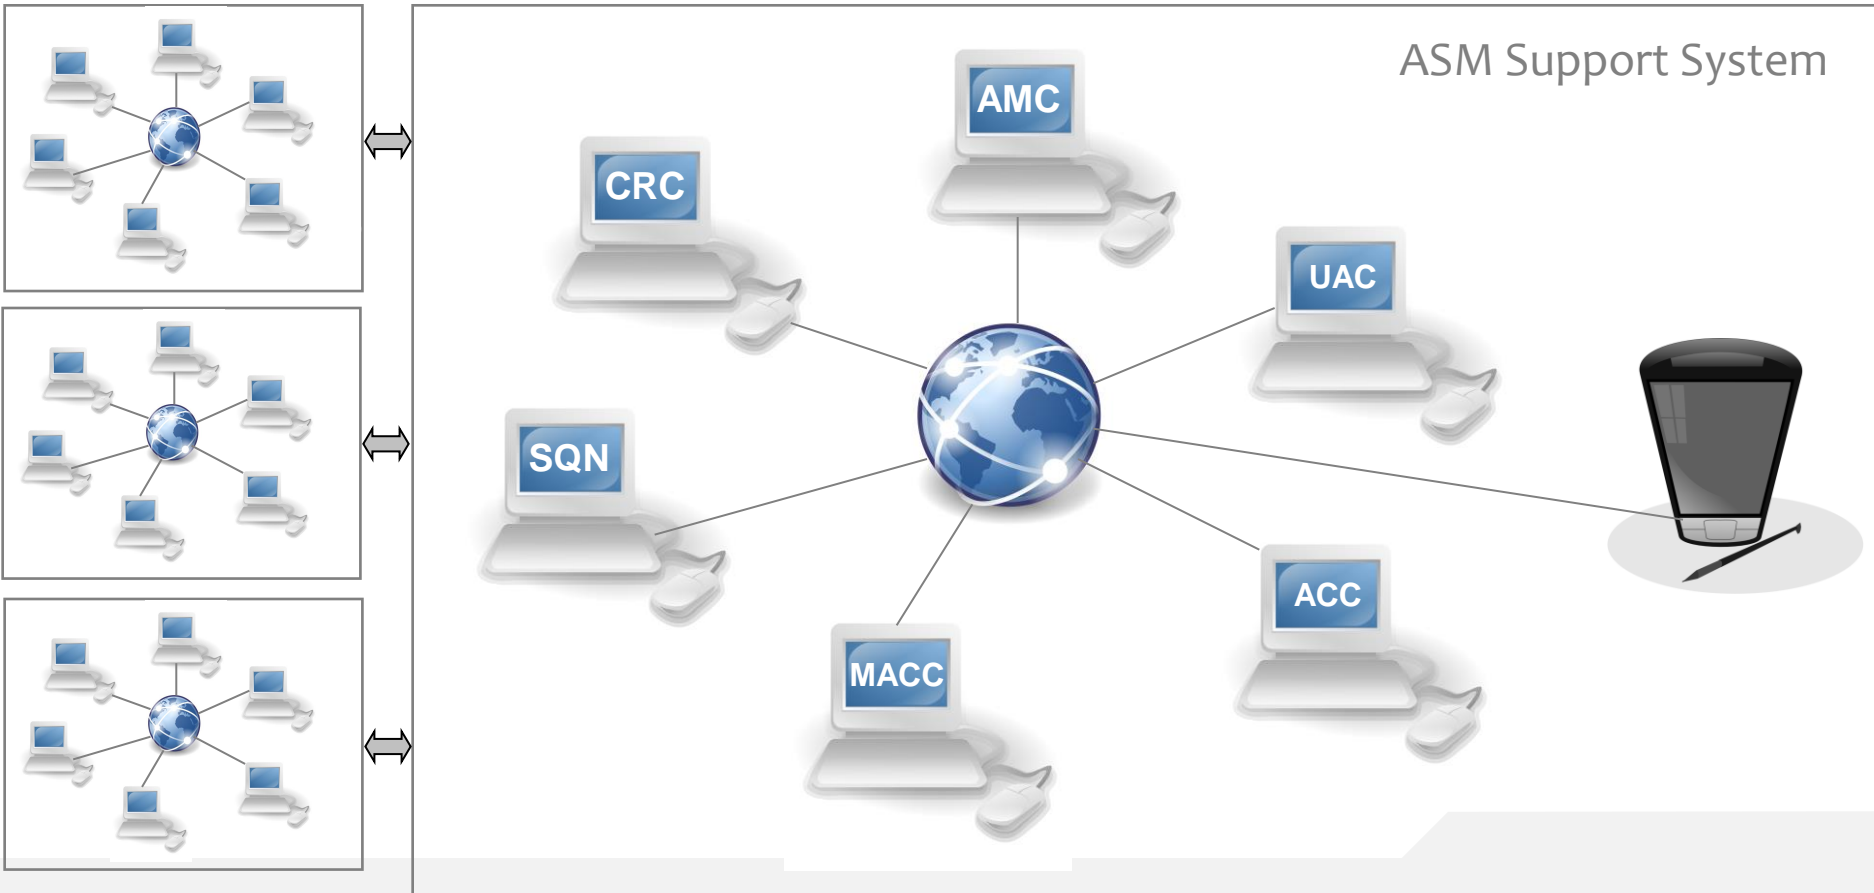 ASM Support System
AMC
CRC
UAC
SQN
ACC
MACC